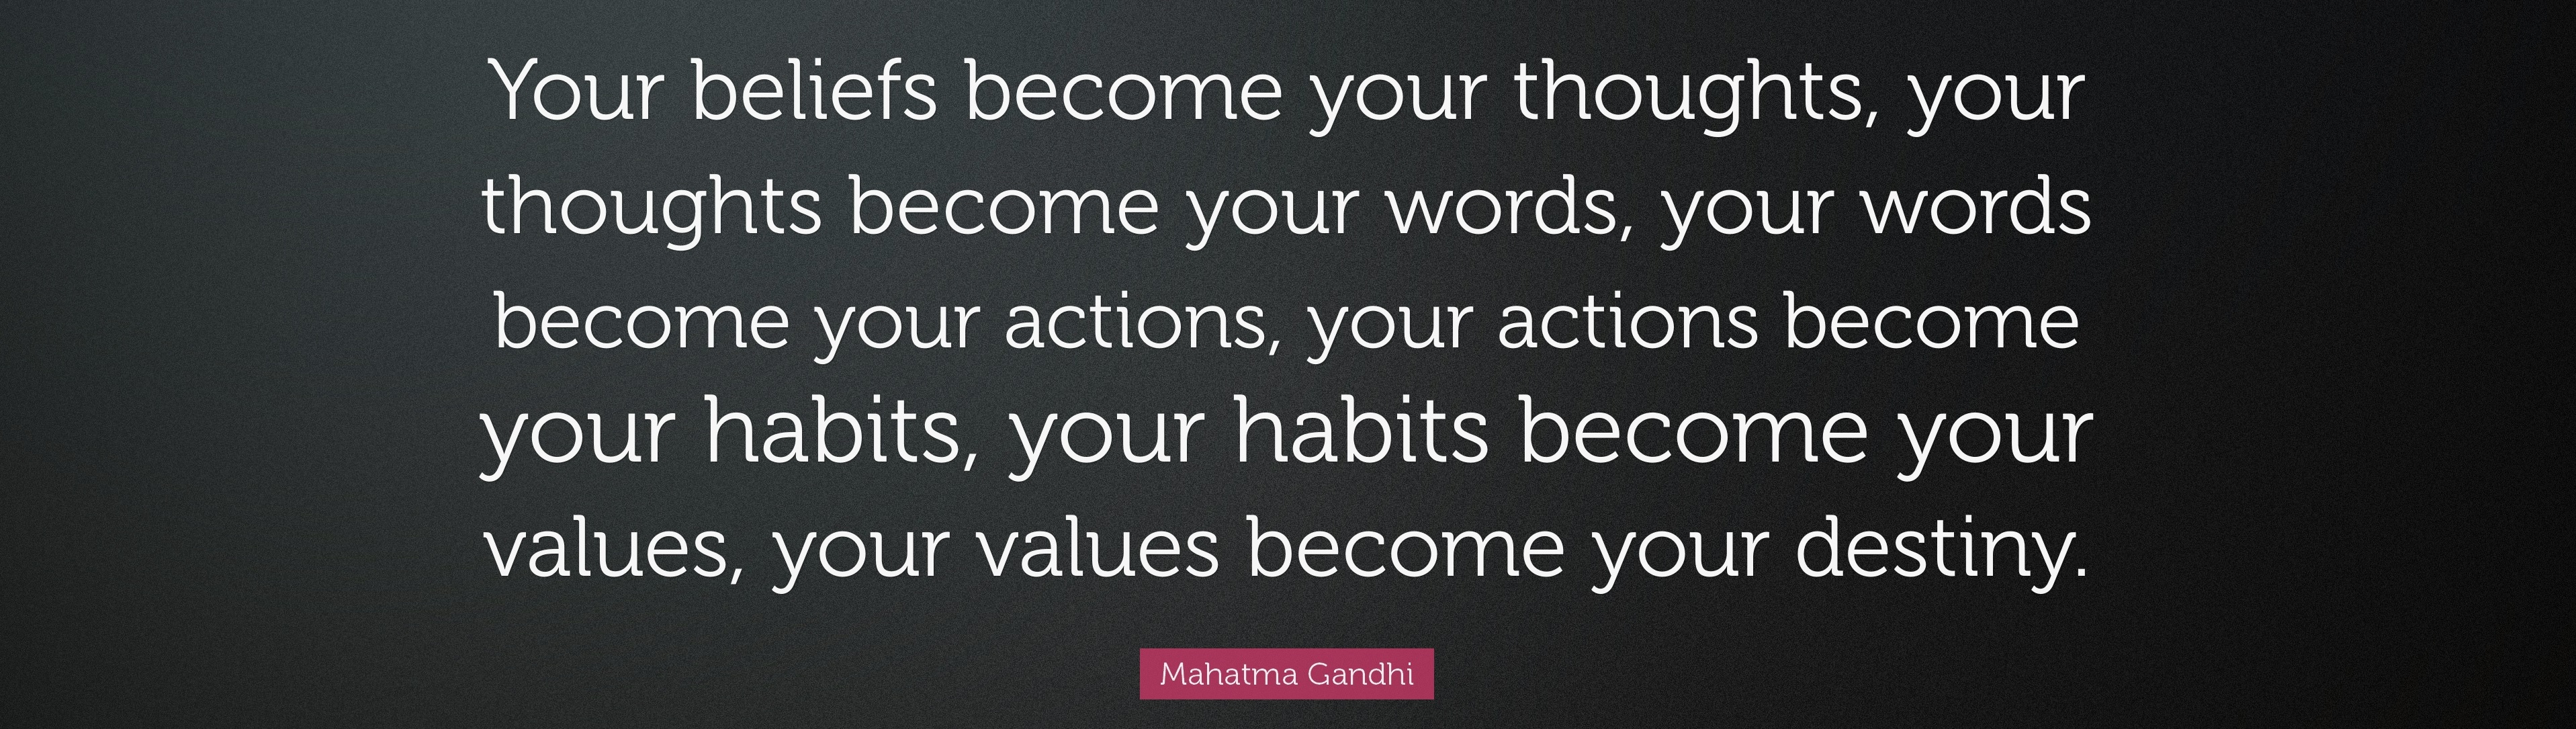 Your beliefs become your thoughts, your
thoughts become your words, your words
become your actions, your actions become
your habits, your habits become your
values, your values become your destiny.
Mahatma Gandhi